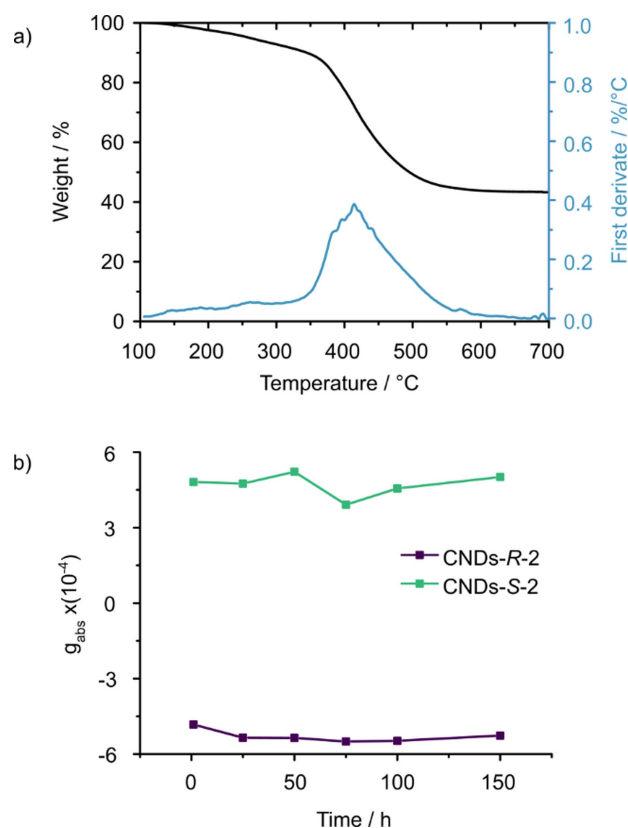 a)
100
80
60
40
20
0
Weight / %
1.0
0.8
0.6
0.4
0.2
0.0
First derivate / %/°C
100 200 300 400 500 600 700
Temperature / °C
b)
6
3
0
-3
-6
g_abs x(10^-4)
CNDs-R-2
CNDs-S-2
0 50 100 150
Time / h